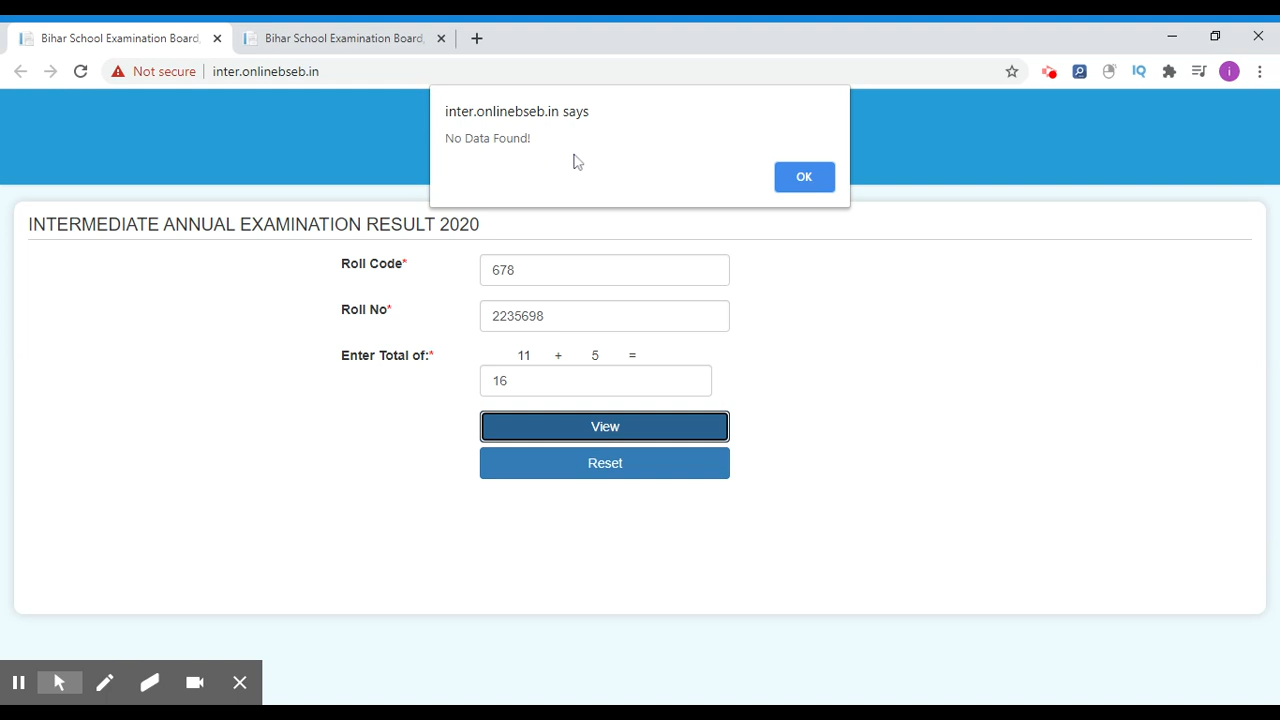 Bihar School Examination Board,
Bihar School Examination Board,
Not secure
inter.onlinebseb.in
IQ
i
inter.onlinebseb.in says
No Data Found!
OK
INTERMEDIATE ANNUAL EXAMINATION RESULT 2020
Roll Code*
678
Roll No*
2235698
Enter Total of:*
11 + 5 =
16
View
Reset